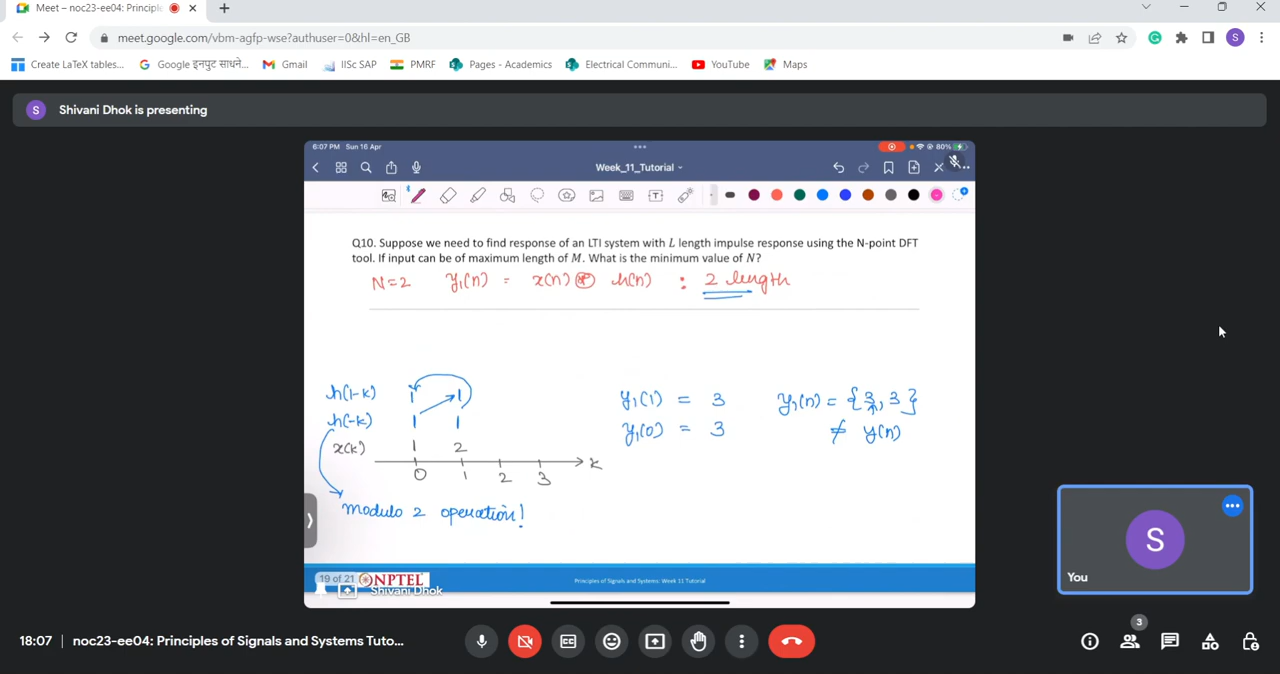 Meet – noc23-ee04: Principle
meet.google.com/vbm-agfp-wse?authuser=0&hl=en_GB
S
Create LaTeX tables...
Google इनपुट साधने...
Gmail
IISc SAP
PMRF
Pages - Academics
Electrical Communi...
YouTube
Maps
S
Shivani Dhok is presenting
6:07 PM Sun 16 Apr
80%
Week_11_Tutorial
Q10. Suppose we need to find response of an LTI system with L length impulse response using the N-point DFT
tool. If input can be of maximum length of M. What is the minimum value of N?
N=2 y₁(n) = x(n) ⊛ h(n) : 2 length
h(1-k) 1 1
h(-k) 1 1
x(k) 1 2
0 1 2 3 k
modulo 2 operation!
y₁(1) = 3
y₁(0) = 3
y₁(n) = {3, 3}
↑
≠ y(n)
19 of 21
NPTEL
Shivani Dhok
Principles of Signals and Systems: Week 11 Tutorial
S
You
18:07 | noc23-ee04: Principles of Signals and Systems Tuto...
3